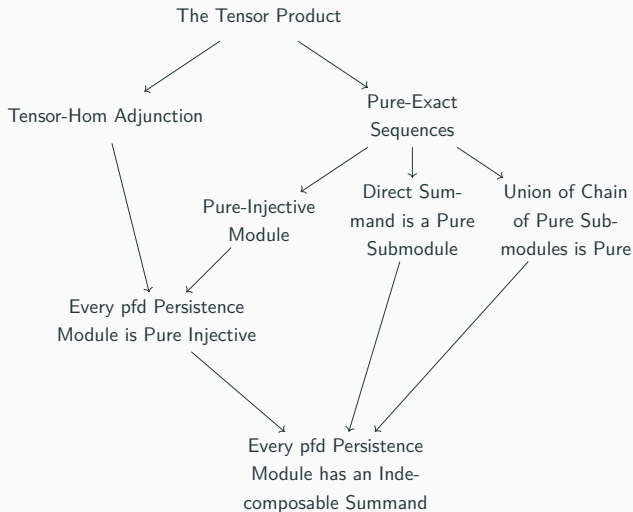 The Tensor Product
Tensor-Hom Adjunction
Pure-Exact
Sequences
Pure-Injective
Module
Direct Sum-
mand is a Pure
Submodule
Union of Chain
of Pure Sub-
modules is Pure
Every pfd Persistence
Module is Pure Injective
Every pfd Persistence
Module has an Inde-
composable Summand